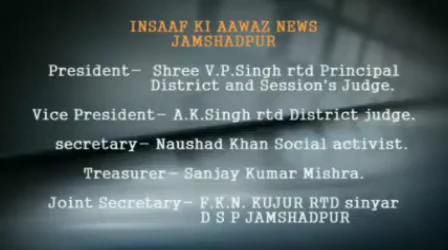 INSAAF KI AAWAZ NEWS
JAMSHADPUR
President- Shree V.P.Singh rtd Principal
District and Session's Judge.
Vice President- A.K.Singh rtd District judge.
secretary- Naushad Khan Social activist.
Treasurer- Sanjay Kumar Mishra.
Joint Secretary- F.K.N. KUJUR RTD sinyar
D S P JAMSHADPUR